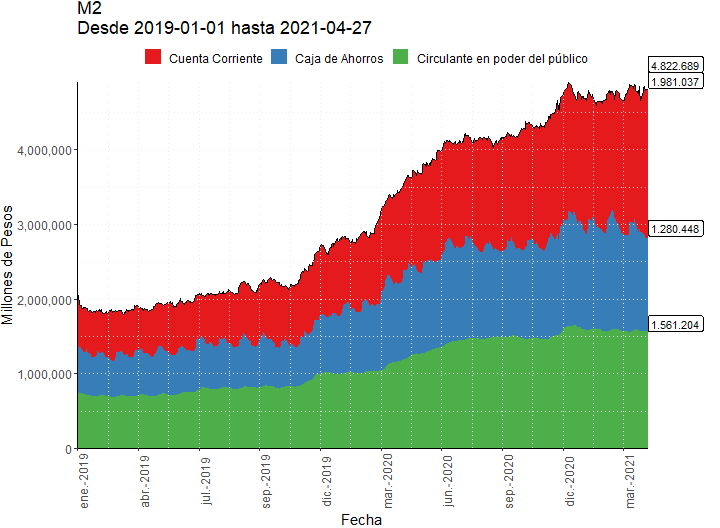 M2
Desde 2019-01-01 hasta 2021-04-27
Cuenta Corriente Caja de Ahorros Circulante en poder del público
4.822.689
1.981.037
4,000,000
3,000,000
1.280.448
2,000,000
1.561.204
1,000,000
0
Millones de Pesos
ene.-2019 abr.-2019 jul.-2019 sep.-2019 dic.-2019 mar.-2020 jun.-2020 sep.-2020 dic.-2020 mar.-2021
Fecha